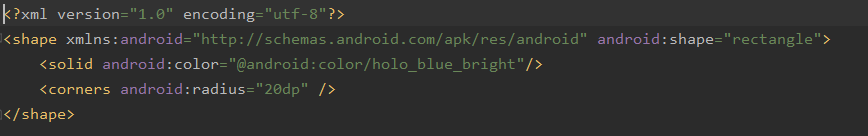 <?xml version="1.0" encoding="utf-8"?>
<shape xmlns:android="http://schemas.android.com/apk/res/android" android:shape="rectangle">
    <solid android:color="@android:color/holo_blue_bright"/>
    <corners android:radius="20dp" />
</shape>